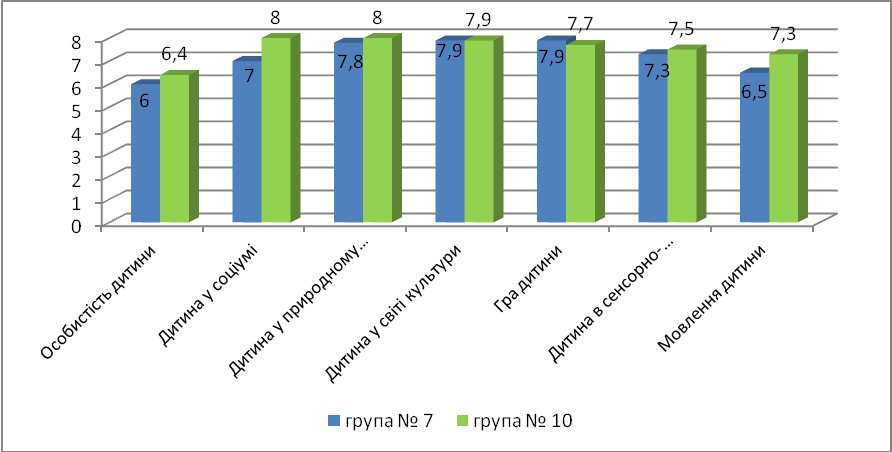 8 8 7,9 7,7 7,5 7,3
6,4
8
7
6
5
4
3
2
1
0
6 7 7,8 7,9 7,9 7,3 6,5
Особистість дитини
Дитина у соціумі
Дитина у природному...
Дитина у світі культури
Гра дитини
Дитина в сенсорно-...
Мовлення дитини
група № 7 група № 10